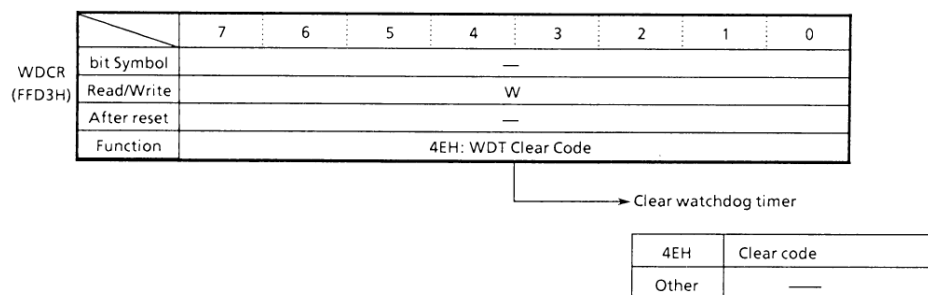 7 6 5 4 3 2 1 0
WDCR
(FFD3H)
bit Symbol —
Read/Write W
After reset —
Function 4EH: WDT Clear Code
Clear watchdog timer
4EH Clear code
Other —